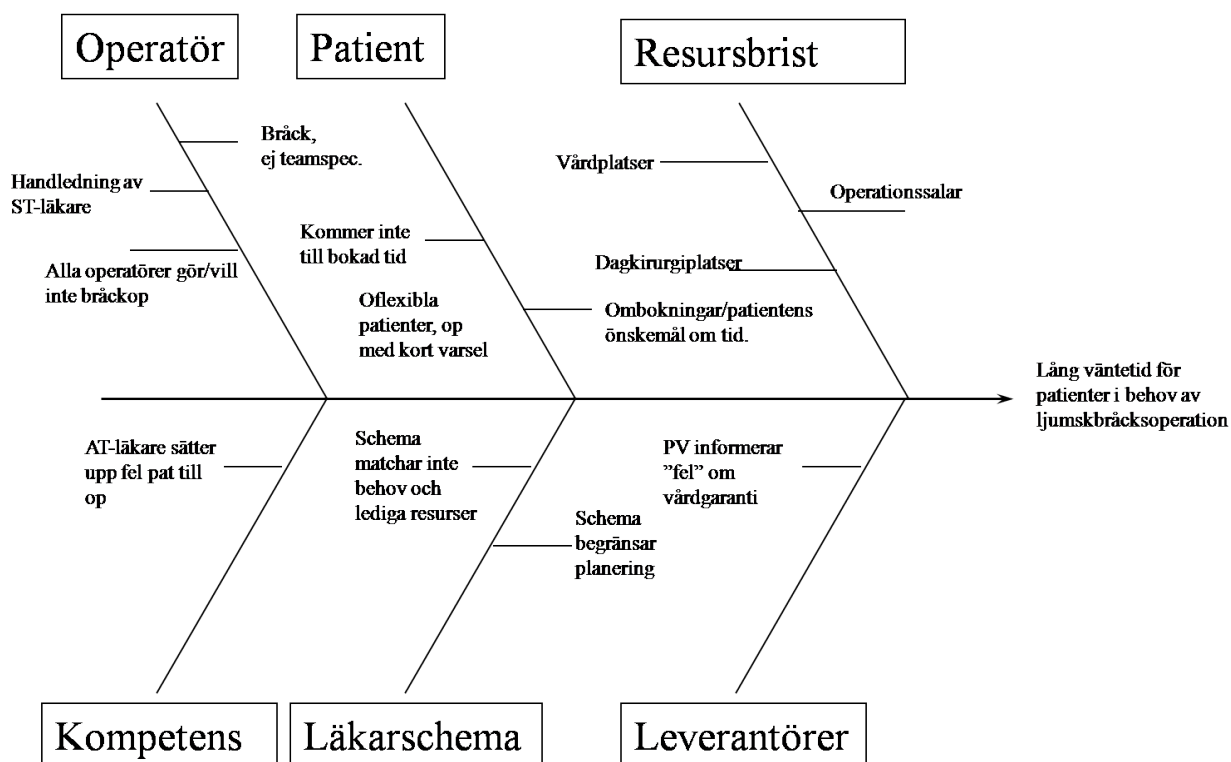 Operatör
Patient
Resursbrist
Bråck,
ej teamspec.
Handledning av
ST-läkare
Alla operatörer gör/vill
inte bråckop
Kommer inte
till bokad tid
Oflexibla
patienter, op
med kort varsel
Vårdplatser
Operationssalar
Dagkirurgiplatser
Ombokningar/patientens
önskemål om tid.
Lång väntetid för
patienter i behov av
ljumskbråcksoperation
AT-läkare sätter
upp fel pat till
op
Schema
matchar inte
behov och
lediga resurser
Schema
begränsar
planering
PV informerar
”fel” om
vårdgaranti
Kompetens
Läkarschema
Leverantörer